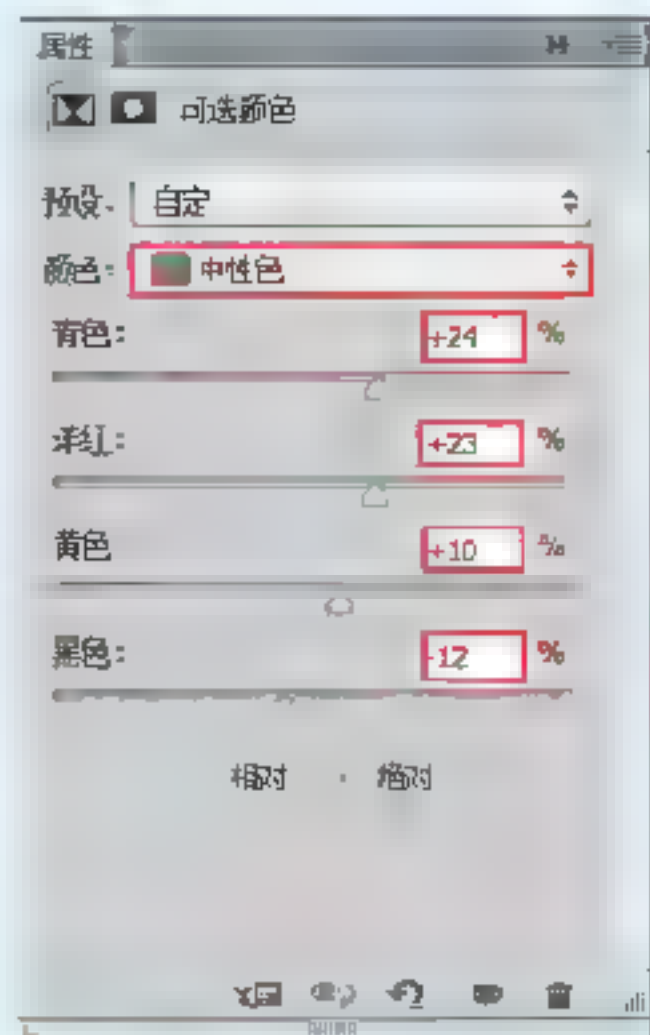 属性
可选颜色
预设: 自定
颜色: 中性色
青色: +24 %
洋红: +23 %
黄色 +10 %
黑色: -12 %
相对 绝对